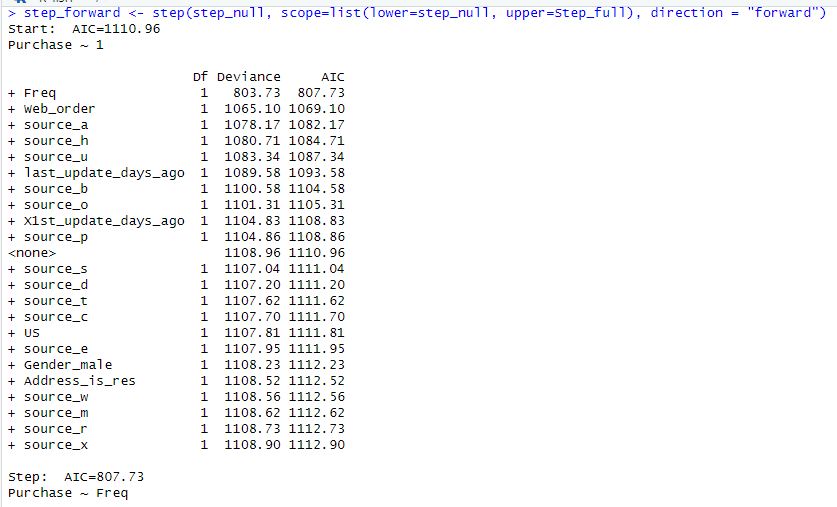 > step_forward <- step(step_null, scope=list(lower=step_null, upper=Step_full), direction = "forward")
Start:  AIC=1110.96
Purchase ~ 1

                       Df Deviance     AIC
+ Freq                  1   803.73  807.73
+ Web_order             1  1065.10 1069.10
+ source_a              1  1078.17 1082.17
+ source_h              1  1080.71 1084.71
+ source_u              1  1083.34 1087.34
+ last_update_days_ago  1  1089.58 1093.58
+ source_b              1  1100.58 1104.58
+ source_o              1  1101.31 1105.31
+ X1st_update_days_ago  1  1104.83 1108.83
+ source_p              1  1104.86 1108.86
<none>                     1108.96 1110.96
+ source_s              1  1107.04 1111.04
+ source_d              1  1107.20 1111.20
+ source_t              1  1107.62 1111.62
+ source_c              1  1107.70 1111.70
+ US                    1  1107.81 1111.81
+ source_e              1  1107.95 1111.95
+ Gender_male           1  1108.23 1112.23
+ Address_is_res        1  1108.52 1112.52
+ source_w              1  1108.56 1112.56
+ source_m              1  1108.62 1112.62
+ source_r              1  1108.73 1112.73
+ source_x              1  1108.90 1112.90

Step:  AIC=807.73
Purchase ~ Freq